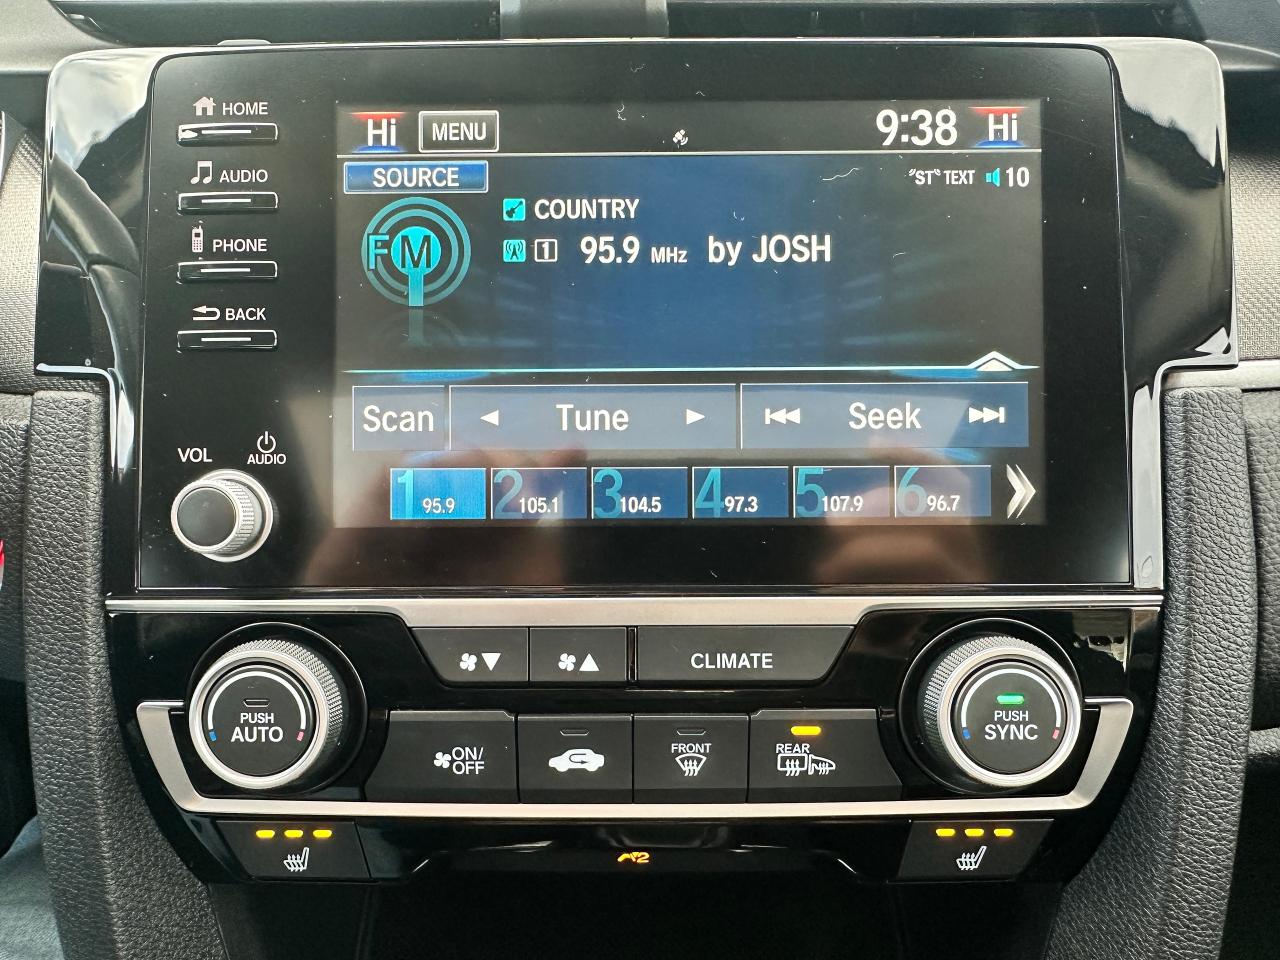 HOME
AUDIO
PHONE
BACK
VOL
AUDIO
Hi MENU 9:38 Hi
SOURCE "ST" TEXT 10
COUNTRY
FM 1 95.9 MHz by JOSH
Scan Tune Seek
1 95.9 2 105.1 3 104.5 4 97.3 5 107.9 6 96.7
CLIMATE
PUSH
AUTO
ON/
OFF
FRONT
REAR
PUSH
SYNC